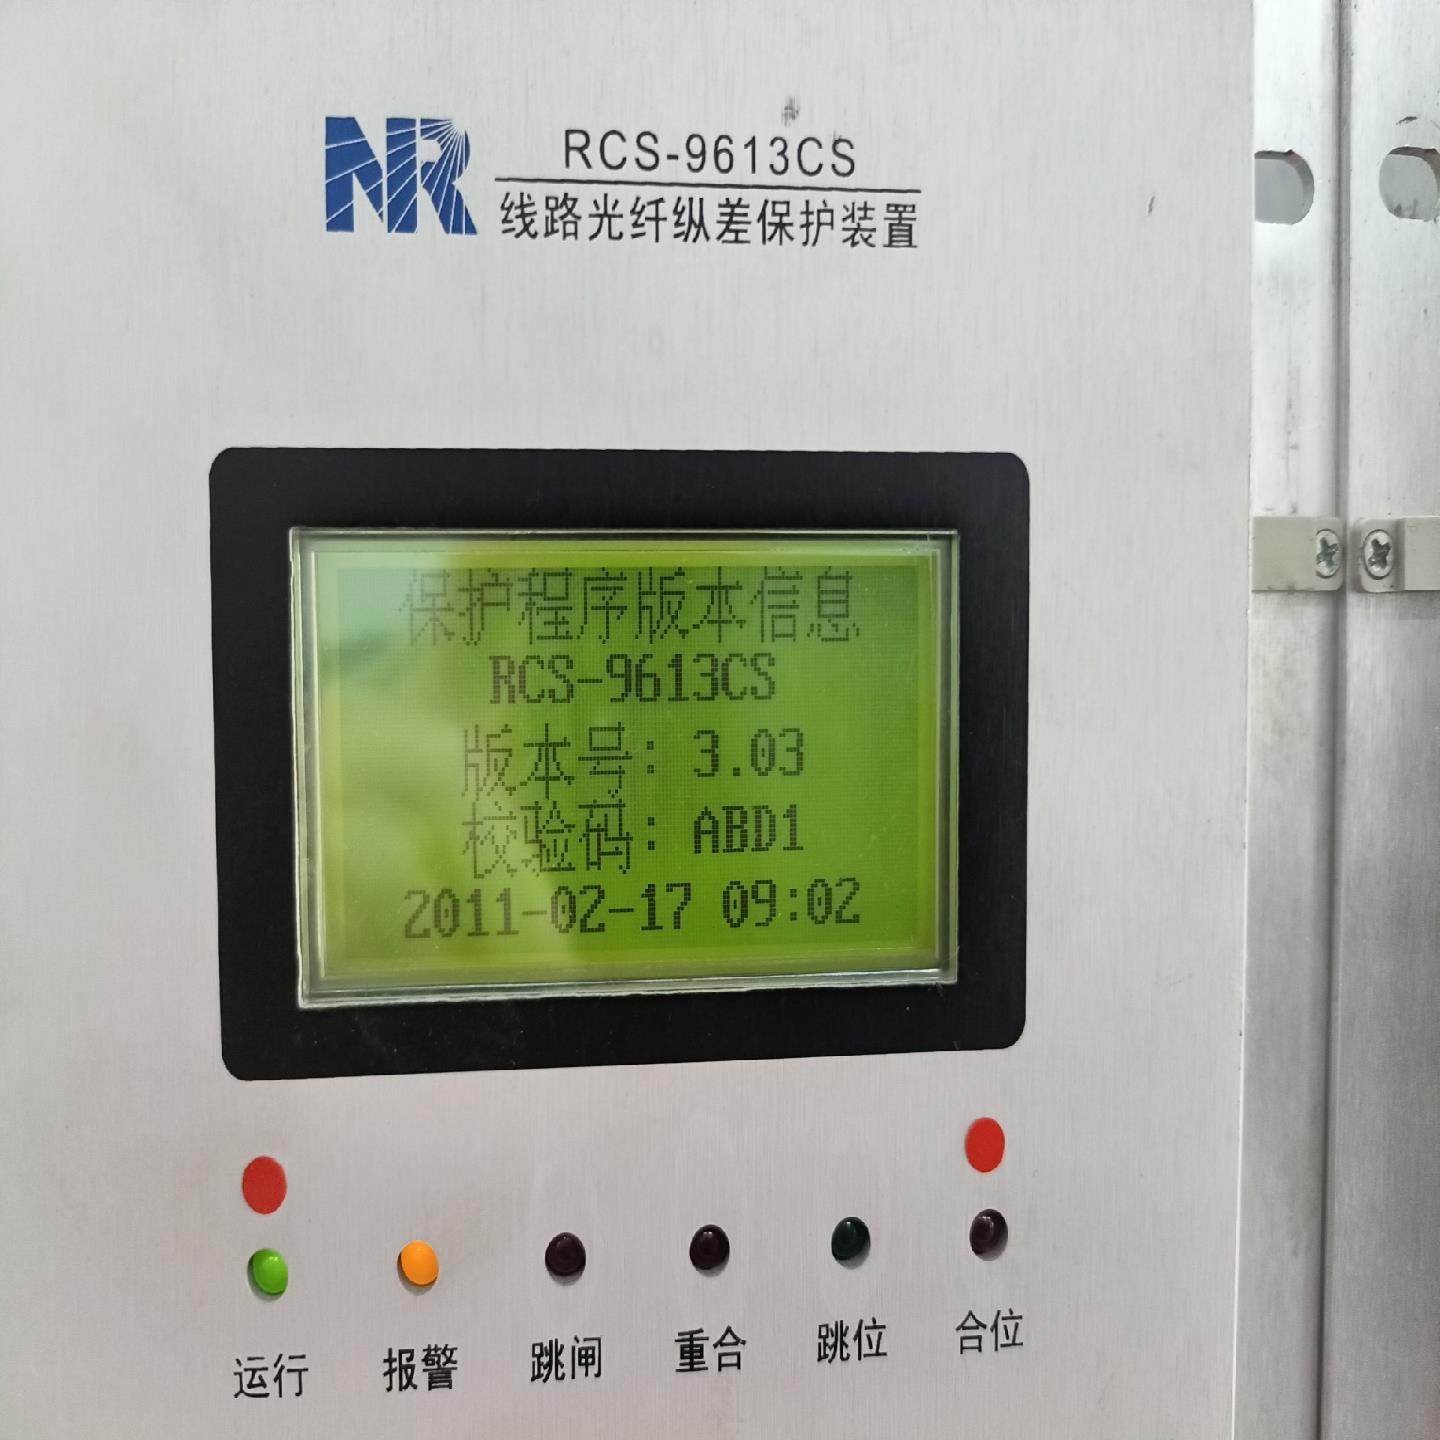 NR
RCS-9613CS
线路光纤纵差保护装置
保护程序版本信息
RCS-9613CS
版本号：3.03
校验码：ABD1
2011-02-17 09:02
运行 报警 跳闸 重合 跳位 合位